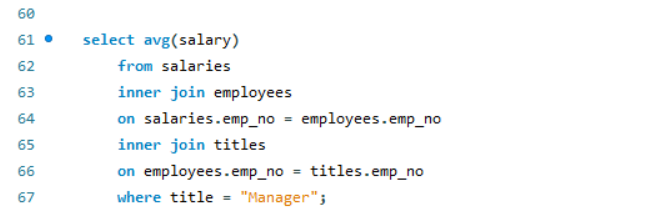 60
61 select avg(salary)
62 from salaries
63 inner join employees
64 on salaries.emp_no = employees.emp_no
65 inner join titles
66 on employees.emp_no = titles.emp_no
67 where title = "Manager";